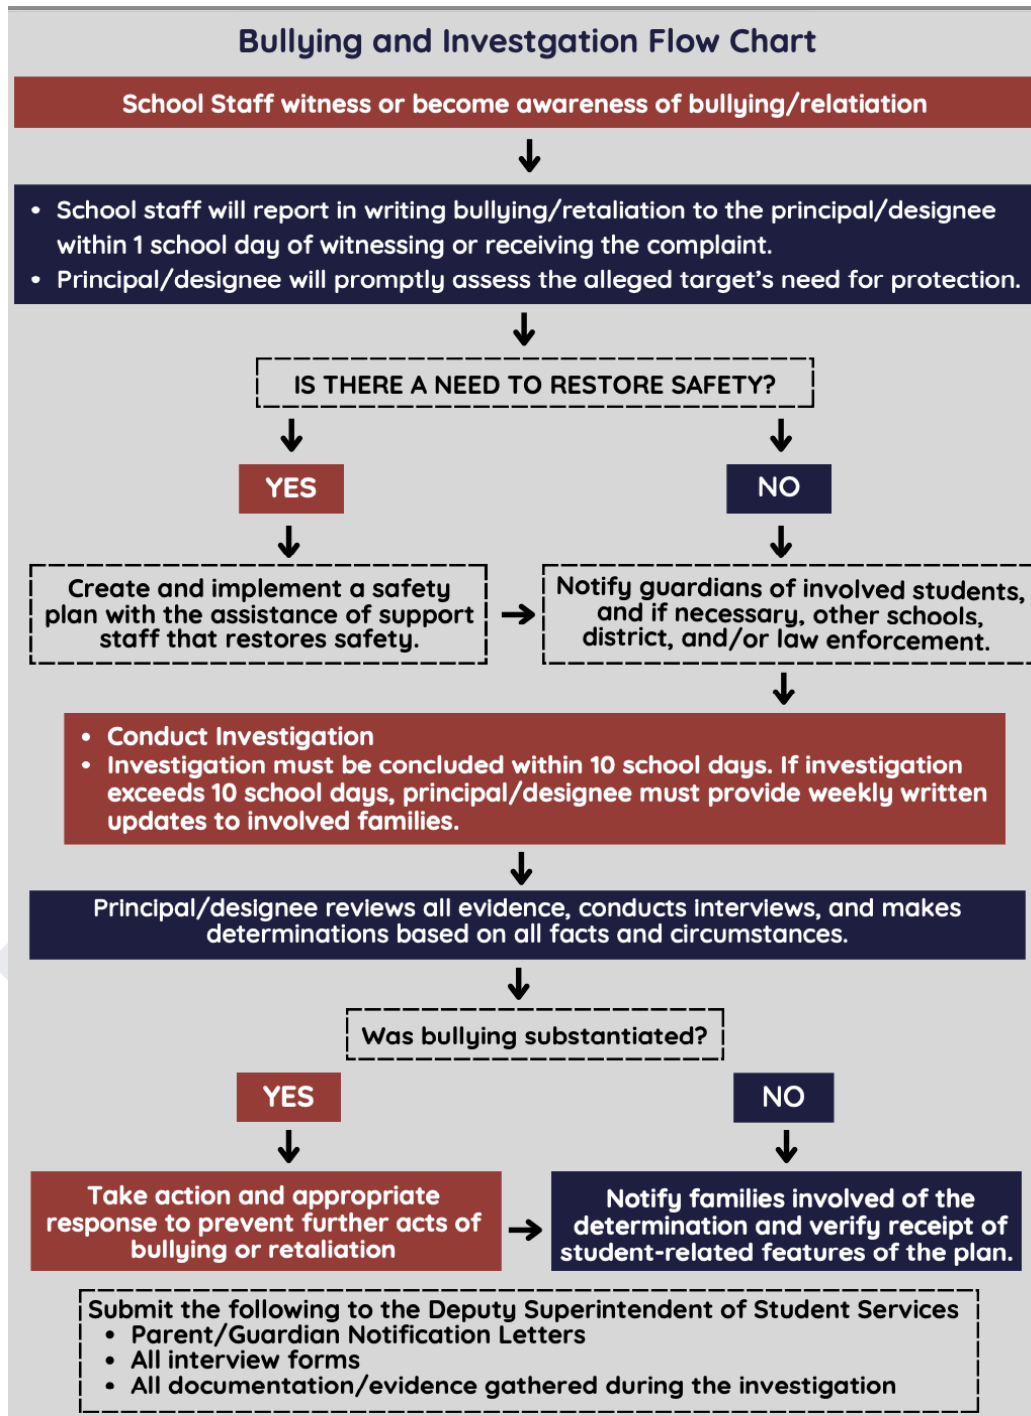 Bullying and Investgation Flow Chart
School Staff witness or become awareness of bullying/relatiation
• School staff will report in writing bullying/retaliation to the principal/designee
within 1 school day of witnessing or receiving the complaint.
• Principal/designee will promptly assess the alleged target's need for protection.
IS THERE A NEED TO RESTORE SAFETY?
YES
NO
Create and implement a safety
plan with the assistance of support
staff that restores safety.
Notify guardians of involved students,
and if necessary, other schools,
district, and/or law enforcement.
• Conduct Investigation
• Investigation must be concluded within 10 school days. If investigation
exceeds 10 school days, principal/designee must provide weekly written
updates to involved families.
Principal/designee reviews all evidence, conducts interviews, and makes
determinations based on all facts and circumstances.
Was bullying substantiated?
YES
NO
Take action and appropriate
response to prevent further acts of
bullying or retaliation
Notify families involved of the
determination and verify receipt of
student-related features of the plan.
Submit the following to the Deputy Superintendent of Student Services
• Parent/Guardian Notification Letters
• All interview forms
• All documentation/evidence gathered during the investigation